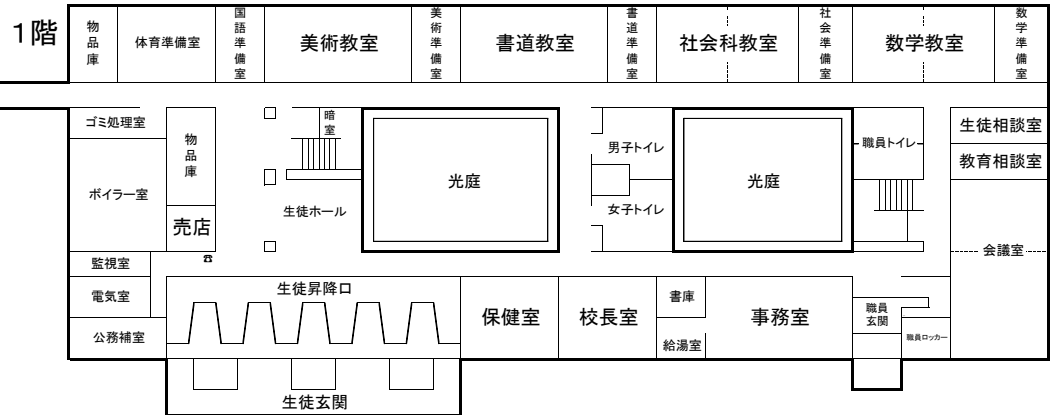 1階
物品庫
体育準備室
国語準備室
美術教室
美術準備室
書道教室
書道準備室
社会科教室
社会準備室
数学教室
数学準備室
ゴミ処理室
物品庫
暗室
男子トイレ
職員トイレ
生徒相談室
教育相談室
ボイラー室
光庭
光庭
生徒ホール
女子トイレ
売店
☎
監視室
会議室
電気室
生徒昇降口
書庫
保健室
校長室
事務室
職員玄関
公務補室
給湯室
職員ロッカー
生徒玄関